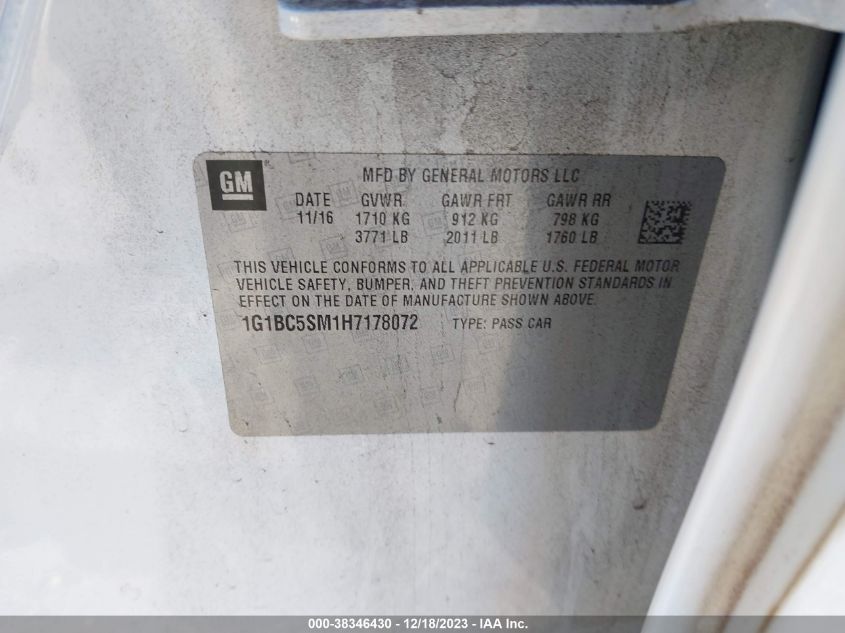 GM
MFD BY GENERAL MOTORS LLC
DATE GVWR GAWR FRT GAWR RR
11/16 1710 KG 912 KG 798 KG
3771 LB 2011 LB 1760 LB
THIS VEHICLE CONFORMS TO ALL APPLICABLE U.S. FEDERAL MOTOR
VEHICLE SAFETY, BUMPER, AND THEFT PREVENTION STANDARDS IN
EFFECT ON THE DATE OF MANUFACTURE SHOWN ABOVE.
1G1BC5SM1H7178072 TYPE: PASS CAR
000-38346430 - 12/18/2023 - IAA Inc.